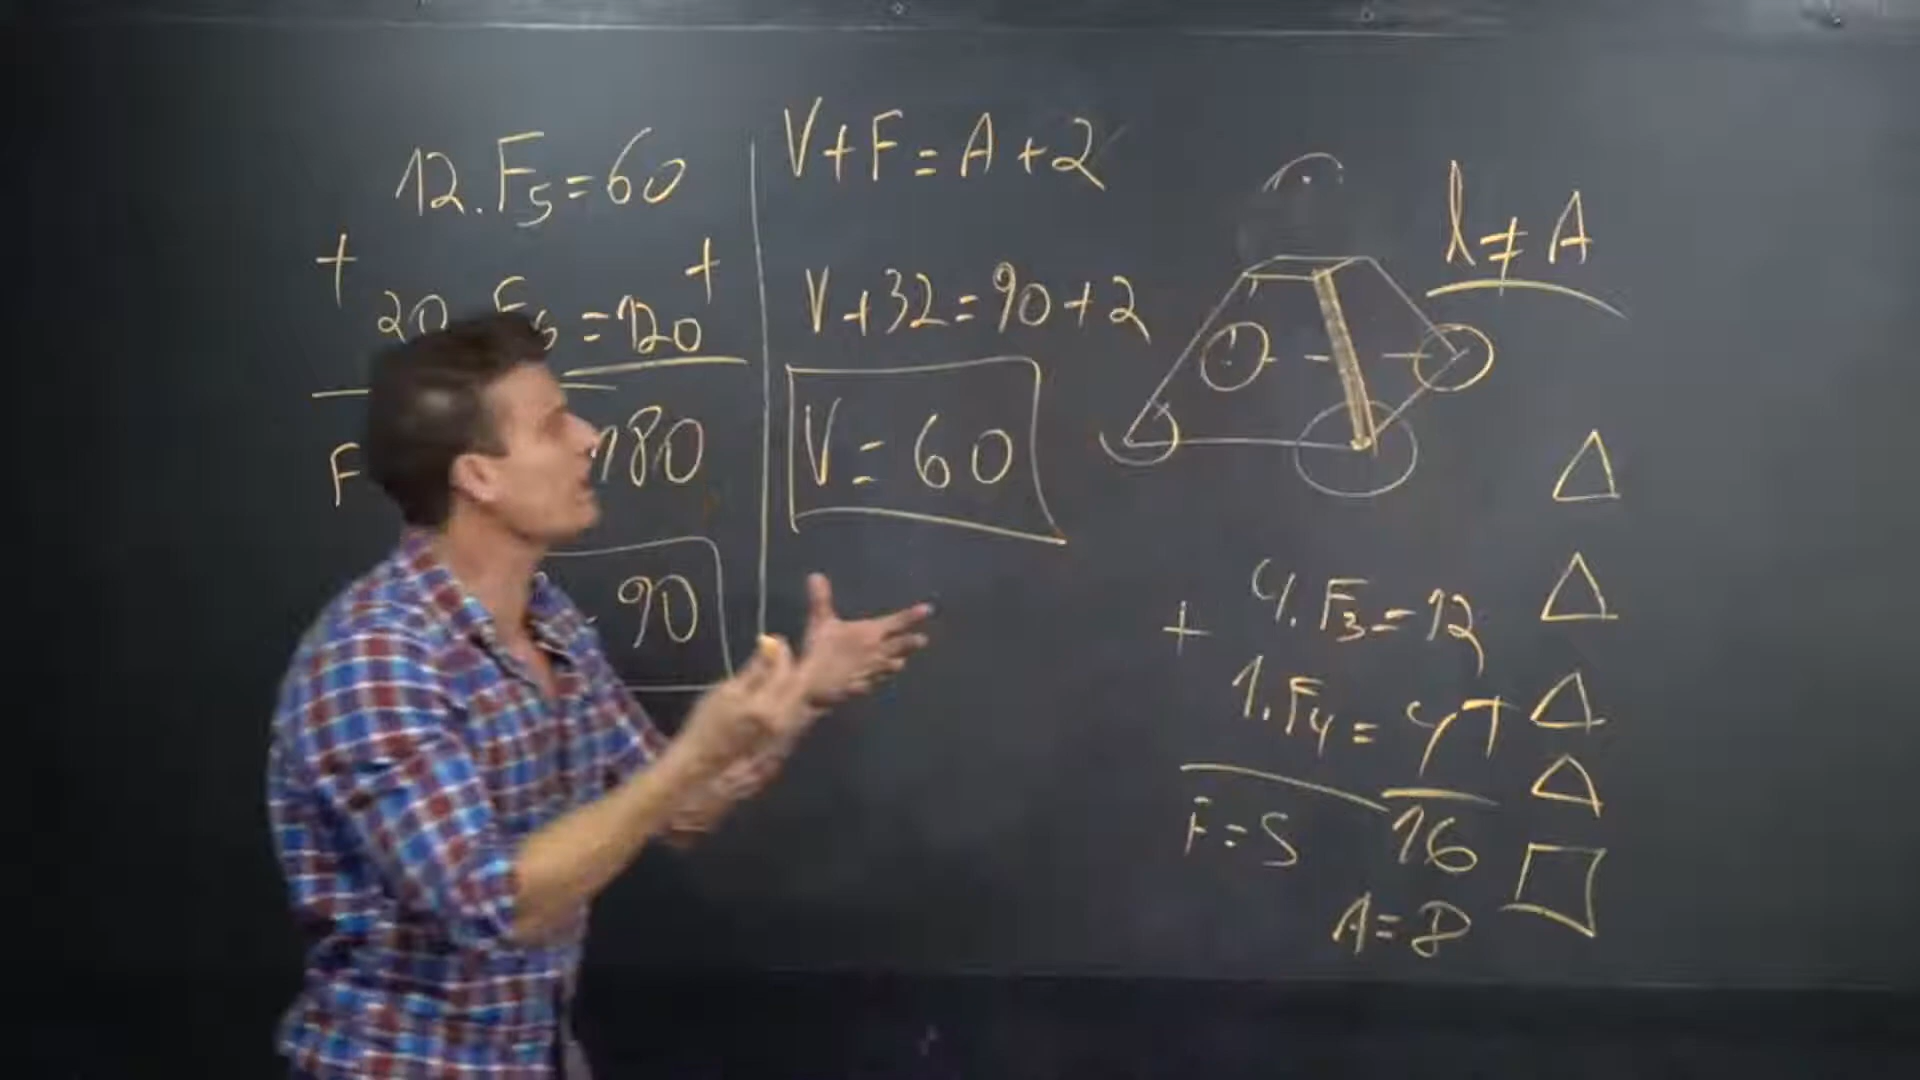 12.F5=60
+ +
20 =120
F 180
90
V+F=A+2
V+32=90+2
V=60
l≠A
+ 4.F3=12
1.F4=4+
F=5 16
A=8